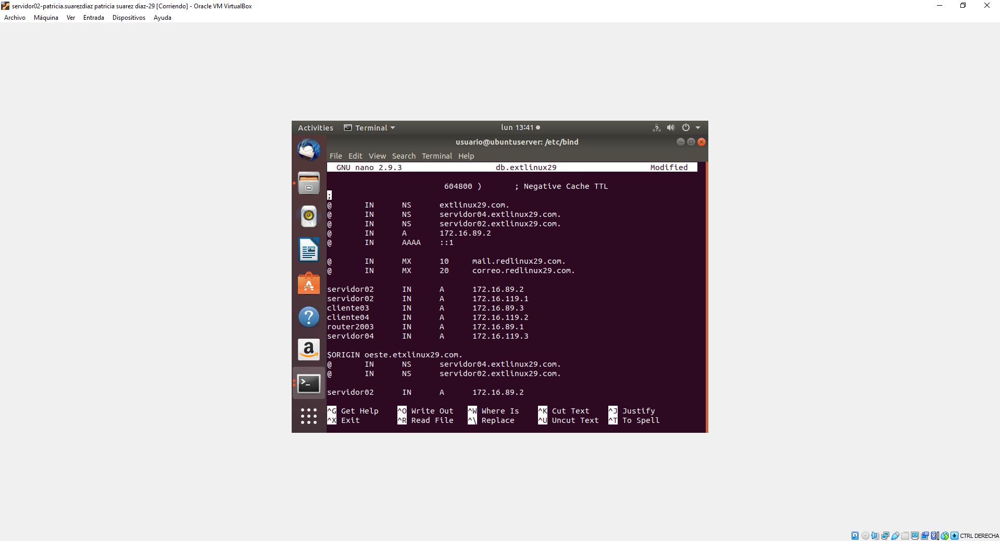 servidor02-patricia.suarezdiaz patricia suarez diaz-29 [Corriendo] - Oracle VM VirtualBox
Archivo Máquina Ver Entrada Dispositivos Ayuda
Activities Terminal lun 13:41
usuario@ubuntuserver: /etc/bind
File Edit View Search Terminal Help
GNU nano 2.9.3 db.extlinux29 Modified
604800 ) ; Negative Cache TTL
;
@ IN NS extlinux29.com.
@ IN NS servidor04.extlinux29.com.
@ IN NS servidor02.extlinux29.com.
@ IN A 172.16.89.2
@ IN AAAA ::1
@ IN MX 10 mail.redlinux29.com.
@ IN MX 20 correo.redlinux29.com.
servidor02 IN A 172.16.89.2
servidor02 IN A 172.16.119.1
cliente03 IN A 172.16.89.3
cliente04 IN A 172.16.119.2
router2003 IN A 172.16.89.1
servidor04 IN A 172.16.119.3
$ORIGIN oeste.etxlinux29.com.
@ IN NS servidor04.extlinux29.com.
@ IN NS servidor02.extlinux29.com.
servidor02 IN A 172.16.89.2
^G Get Help ^O Write Out ^W Where Is ^K Cut Text ^J Justify
^X Exit ^R Read File ^\ Replace ^U Uncut Text ^T To Spell
CTRL DERECHA